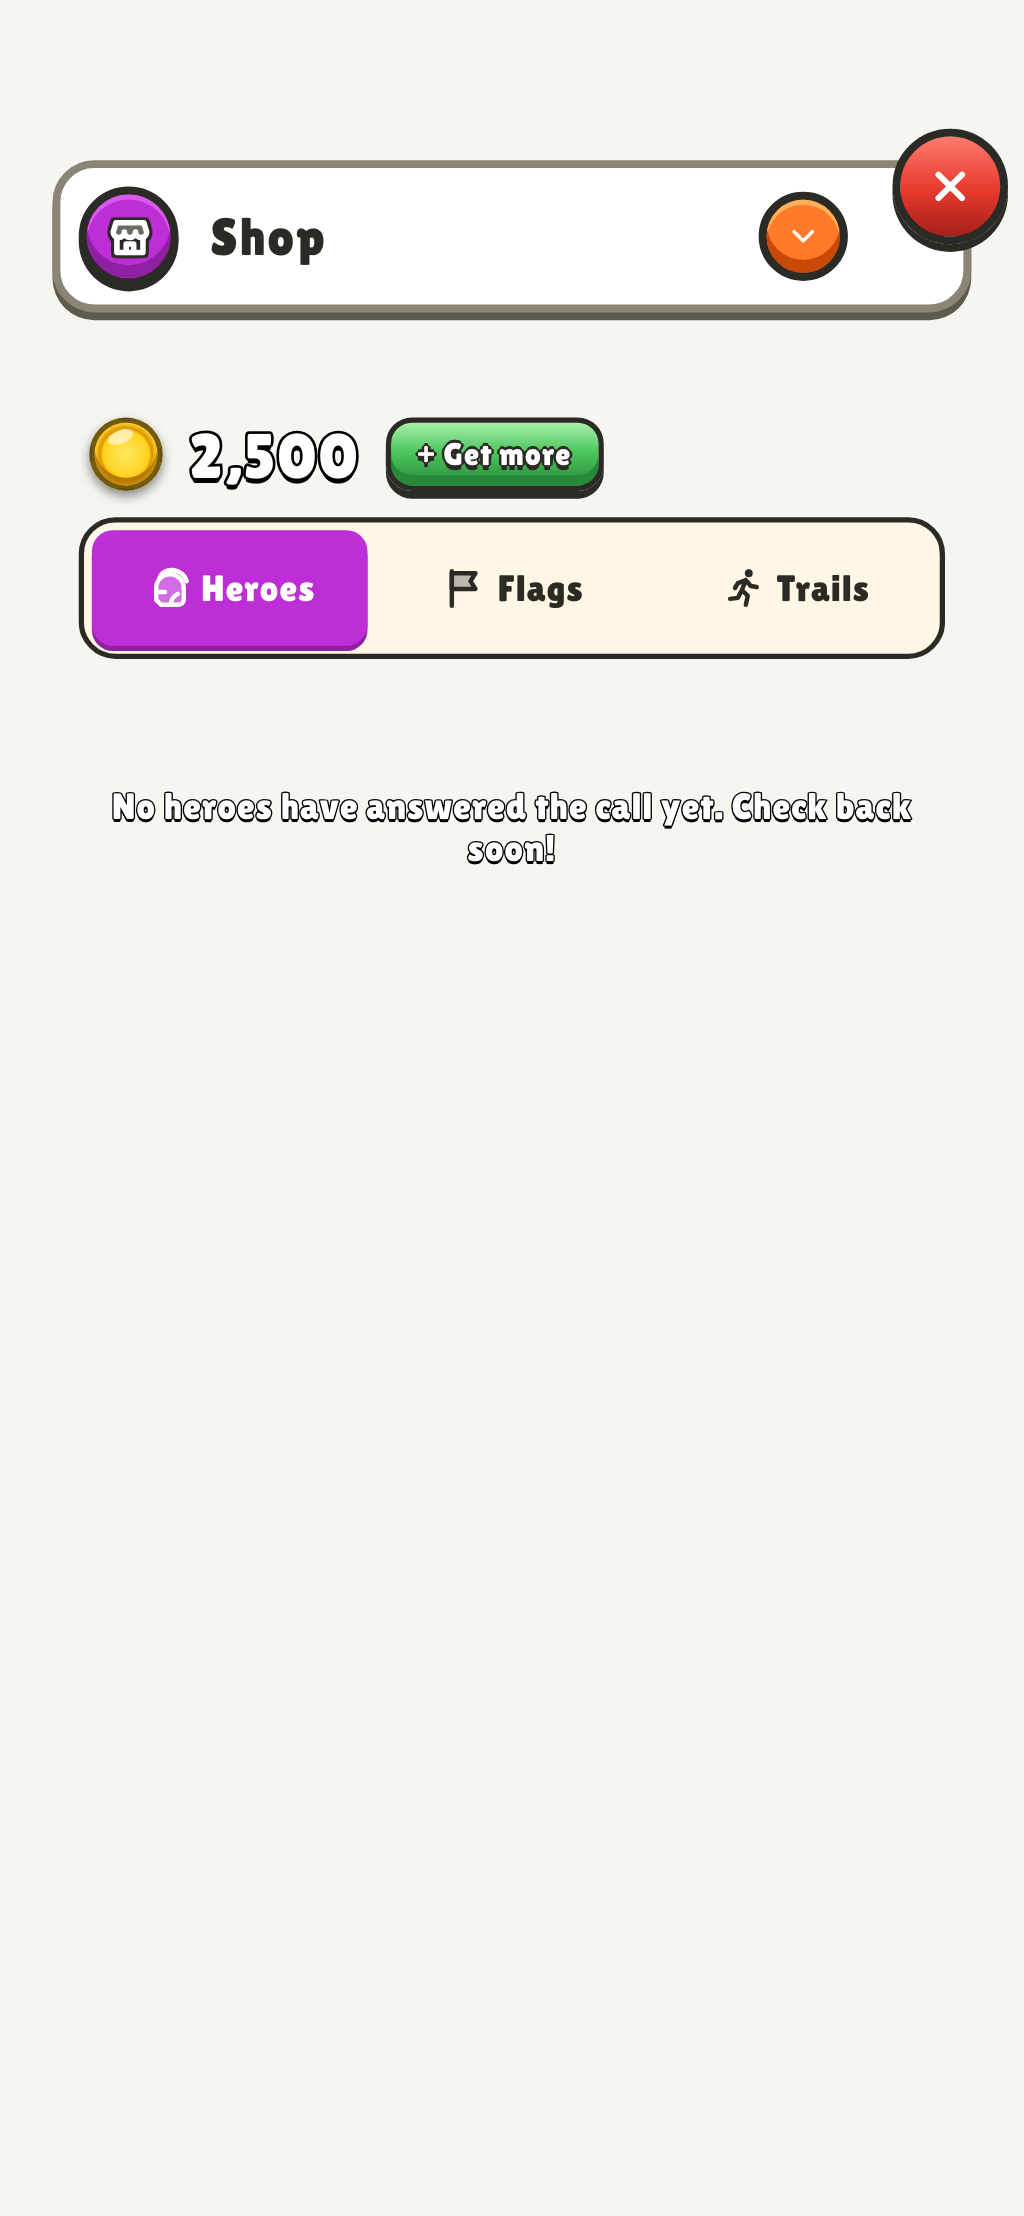 Shop
2,500
+ Get more
Heroes
Flags
Trails
No heroes have answered the call yet. Check back
soon!